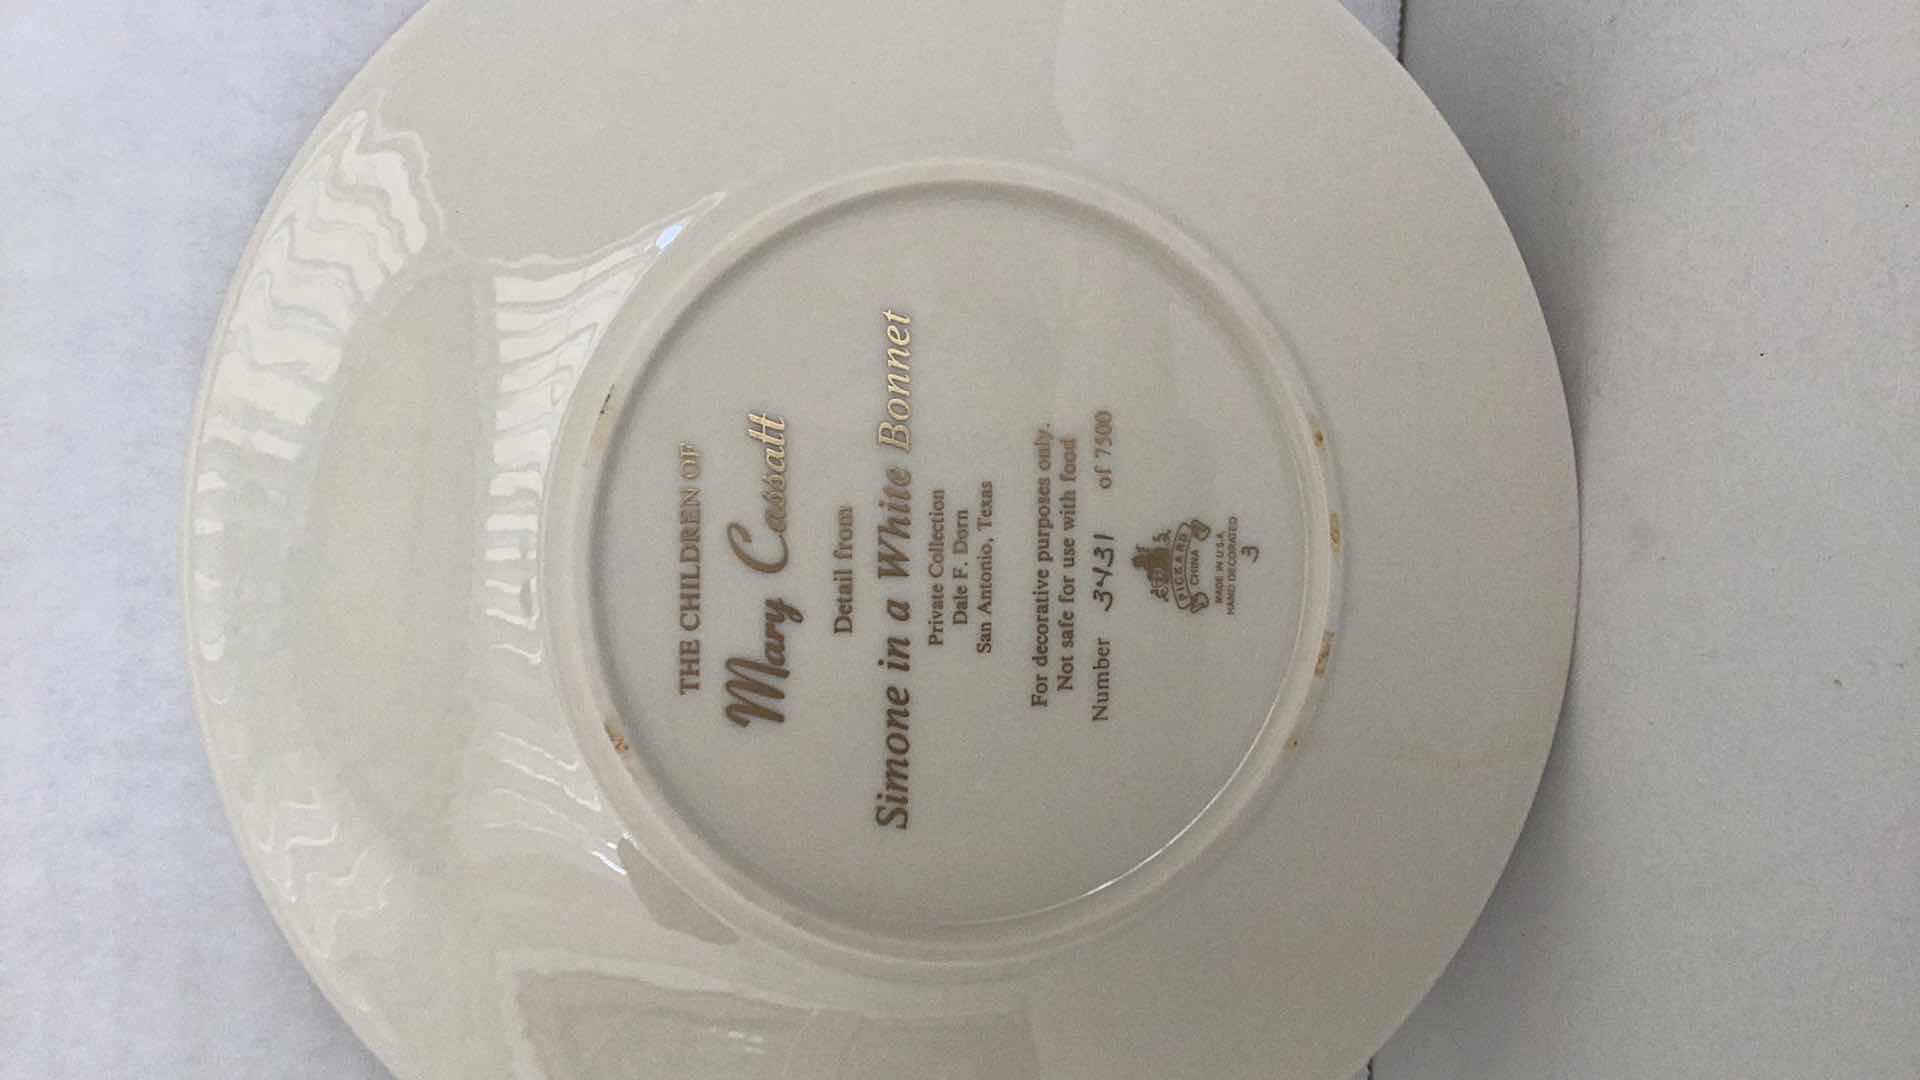 THE CHILDREN OF
Mary Cassatt
Detail from
Simone in a White Bonnet
Private Collection
Dale F. Dorn
San Antonio, Texas
For decorative purposes only.
Not safe for use with food
Number 3431 of 7500
PICKARD
CHINA
MADE IN U.S.A.
HAND DECORATED
3